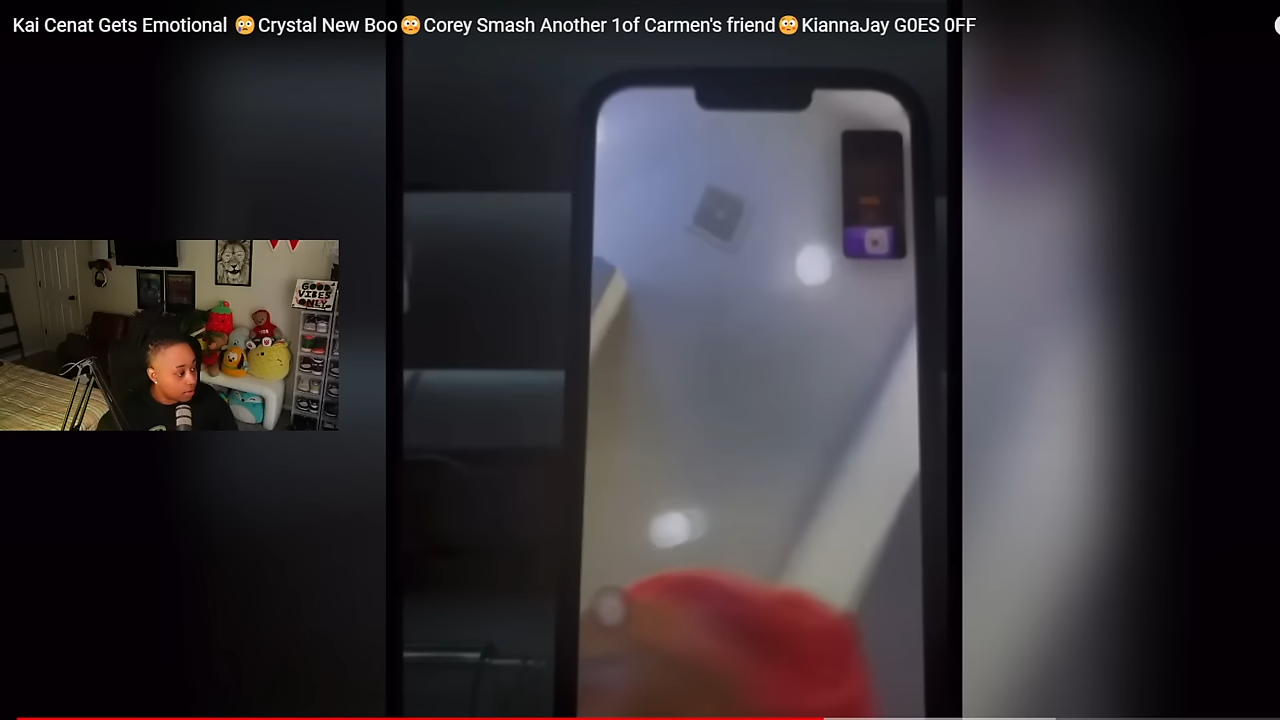 Kai Cenat Gets Emotional 😢Crystal New Boo😳Corey Smash Another 1of Carmen's friend😳KiannaJay G0ES 0FF
GOOD
VIBES
ONLY